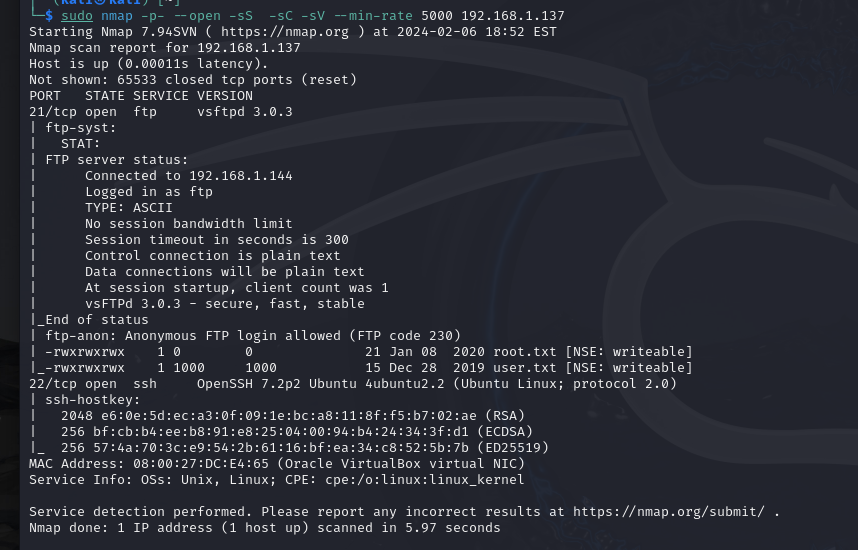 (kali㉿kali)-[~]
└─$ sudo nmap -p- --open -sS  -sC -sV --min-rate 5000 192.168.1.137
Starting Nmap 7.94SVN ( https://nmap.org ) at 2024-02-06 18:52 EST
Nmap scan report for 192.168.1.137
Host is up (0.00011s latency).
Not shown: 65533 closed tcp ports (reset)
PORT   STATE SERVICE VERSION
21/tcp open  ftp     vsftpd 3.0.3
| ftp-syst:
|   STAT:
| FTP server status:
|      Connected to 192.168.1.144
|      Logged in as ftp
|      TYPE: ASCII
|      No session bandwidth limit
|      Session timeout in seconds is 300
|      Control connection is plain text
|      Data connections will be plain text
|      At session startup, client count was 1
|      vsFTPd 3.0.3 - secure, fast, stable
|_End of status
| ftp-anon: Anonymous FTP login allowed (FTP code 230)
| -rwxrwxrwx    1 0        0              21 Jan 08  2020 root.txt [NSE: writeable]
|_-rwxrwxrwx    1 1000     1000           15 Dec 28  2019 user.txt [NSE: writeable]
22/tcp open  ssh     OpenSSH 7.2p2 Ubuntu 4ubuntu2.2 (Ubuntu Linux; protocol 2.0)
| ssh-hostkey:
|   2048 e6:0e:5d:ec:a3:0f:09:1e:bc:a8:11:8f:f5:b7:02:ae (RSA)
|   256 bf:cb:b4:ee:b8:91:e8:25:04:00:94:b4:24:34:3f:d1 (ECDSA)
|_  256 57:4a:70:3c:e9:54:2b:61:16:bf:ea:34:c8:52:5b:7b (ED25519)
MAC Address: 08:00:27:DC:E4:65 (Oracle VirtualBox virtual NIC)
Service Info: OSs: Unix, Linux; CPE: cpe:/o:linux:linux_kernel

Service detection performed. Please report any incorrect results at https://nmap.org/submit/ .
Nmap done: 1 IP address (1 host up) scanned in 5.97 seconds